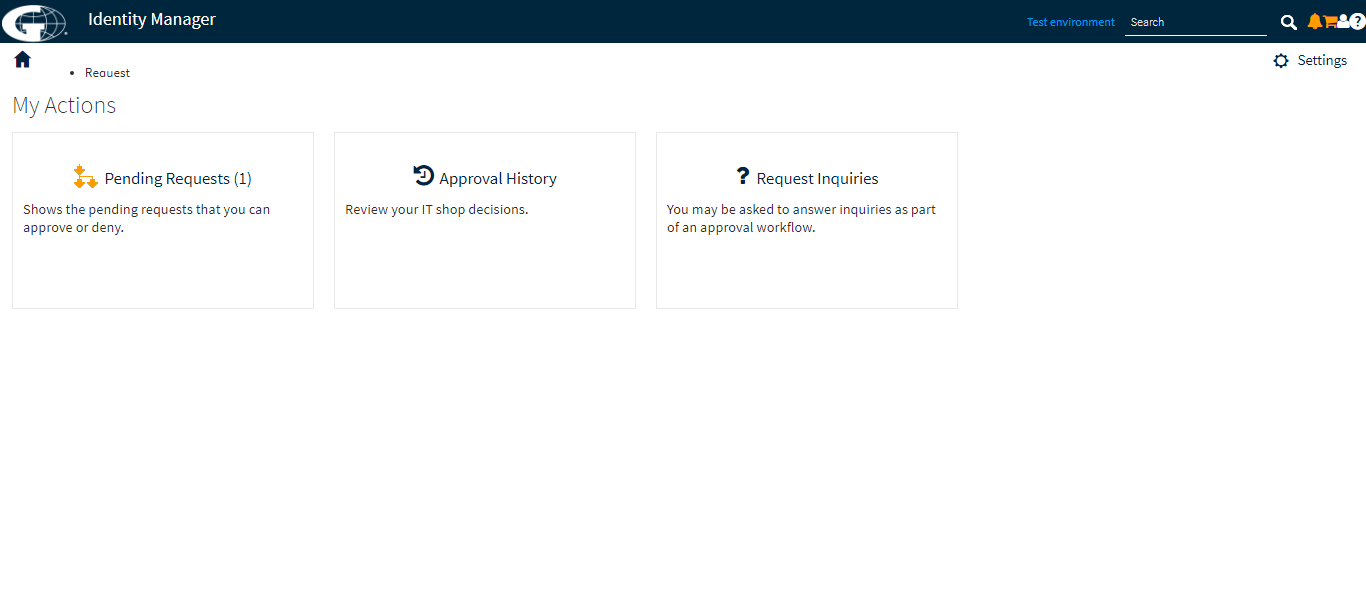 Identity Manager
Test environment
Search
Request
Settings
My Actions
Pending Requests (1)
Shows the pending requests that you can
approve or deny.
Approval History
Review your IT shop decisions.
? Request Inquiries
You may be asked to answer inquiries as part
of an approval workflow.